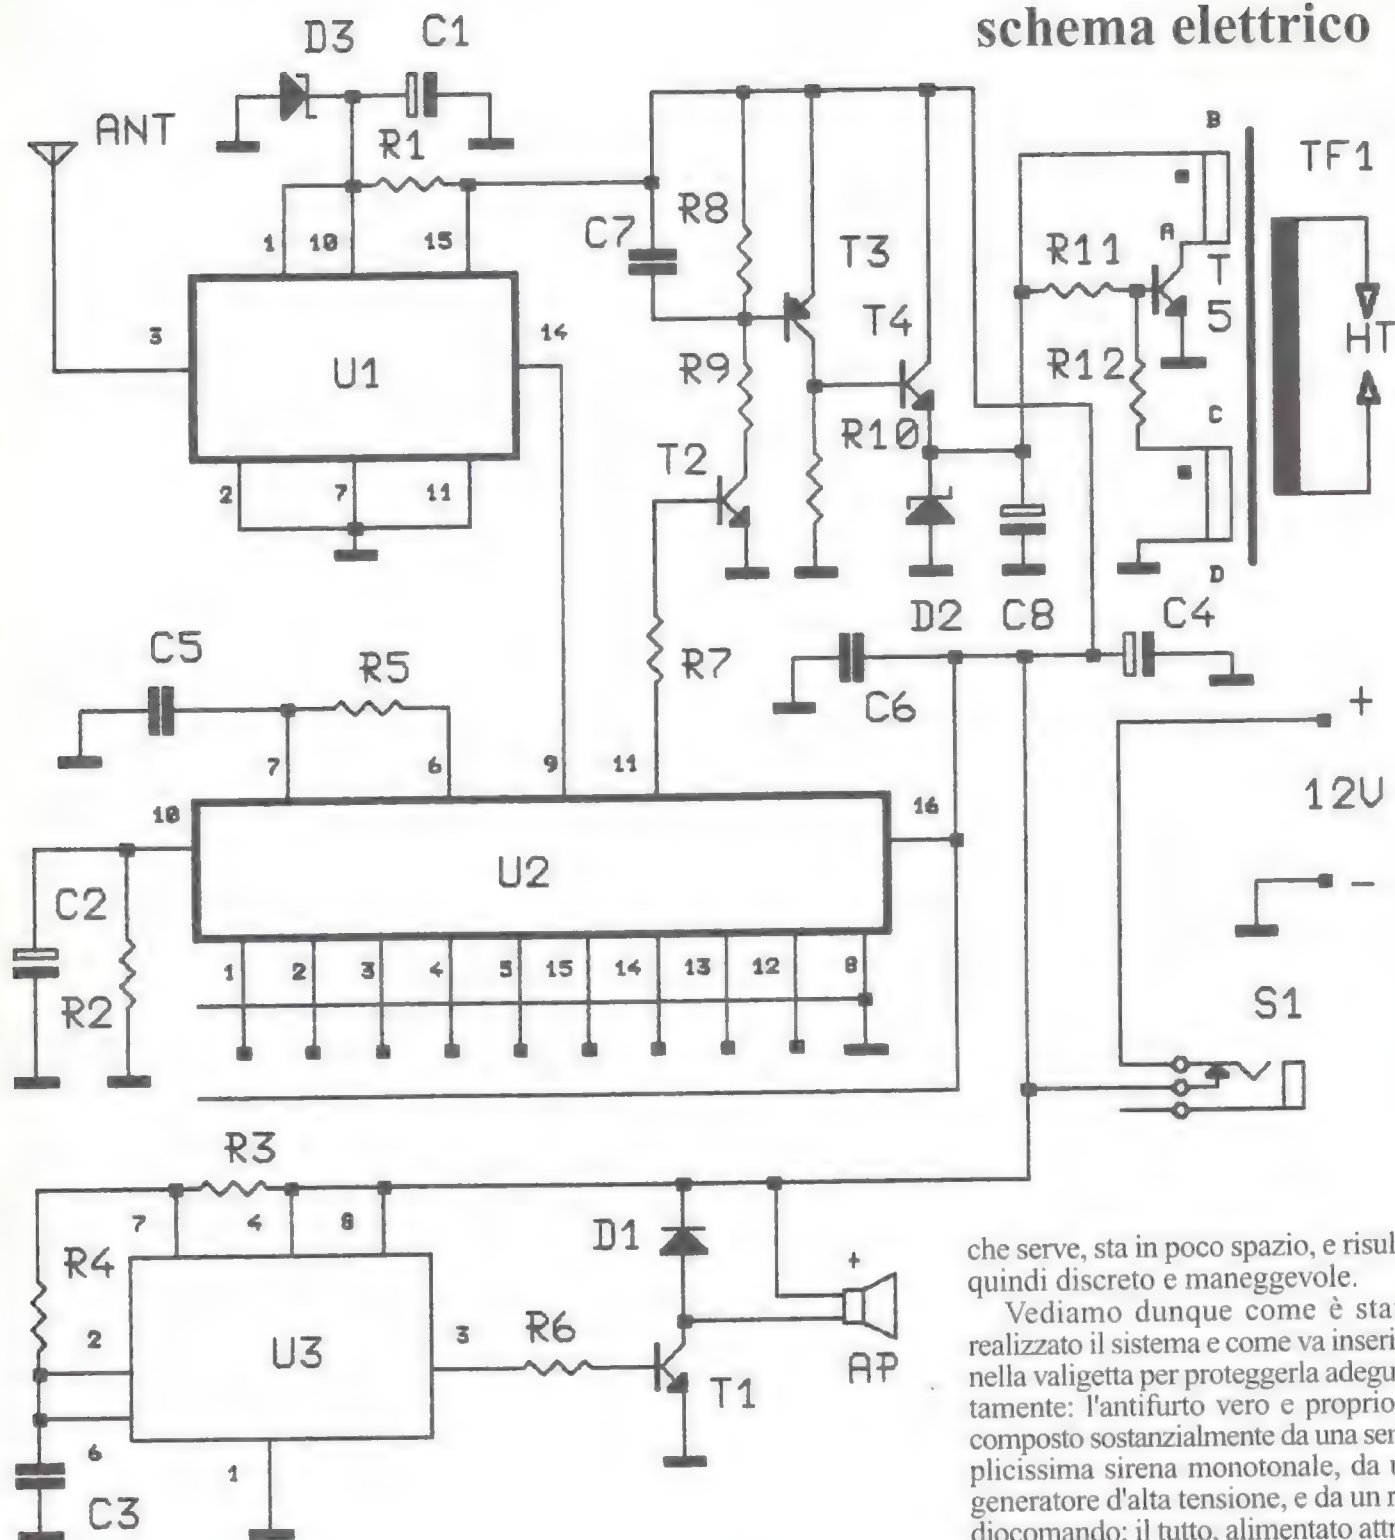 schema elettrico
D3
C1
ANT
R1
B
TF1
1
10
15
C7
R8
T3
R11
A
T
5
3
14
U1
T4
R9
R12
HT
R10
C
2
7
11
T2
D
D2
C8
C4
C5
R5
R7
C6
+
7
6
9
11
12V
10
16
U2
–
C2
1
2
3
4
5
15
14
13
12
8
R2
S1
R3
7
4
8
D1
R4
+
2
3
R6
U3
AP
T1
6
1
C3
che serve, sta in poco spazio, e
quindi discreto e maneggevole.
Vediamo dunque come è
realizzato il sistema e come va
nella valigetta per proteggerla
tamente: l'antifurto vero e proprio
composto sostanzialmente da una
plicissima sirena monotonale, da
generatore d'alta tensione, e da un
diocomando: il tutto, alimentato